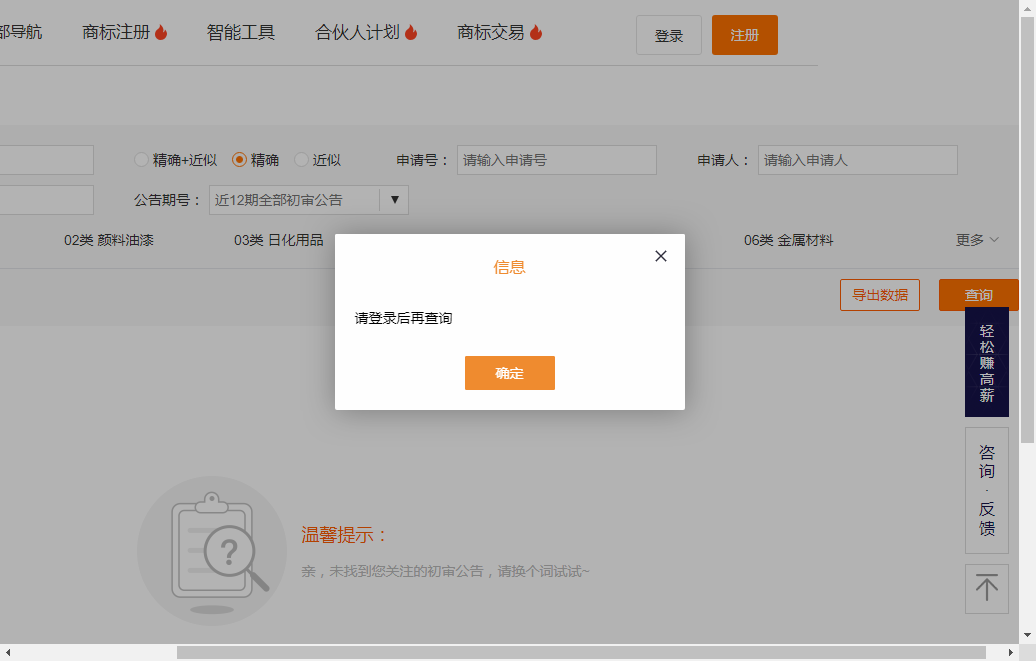 部导航 商标注册 智能工具 合伙人计划 商标交易 登录 注册
精确+近似 精确 近似 申请号： 请输入申请号 申请人： 请输入申请人
公告期号： 近12期全部初审公告
02类 颜料油漆 03类 日化用品 06类 金属材料 更多
信息
请登录后再查询
确定
导出数据 查询
轻松赚高薪
咨询·反馈
温馨提示：
亲，未找到您关注的初审公告，请换个词试试~